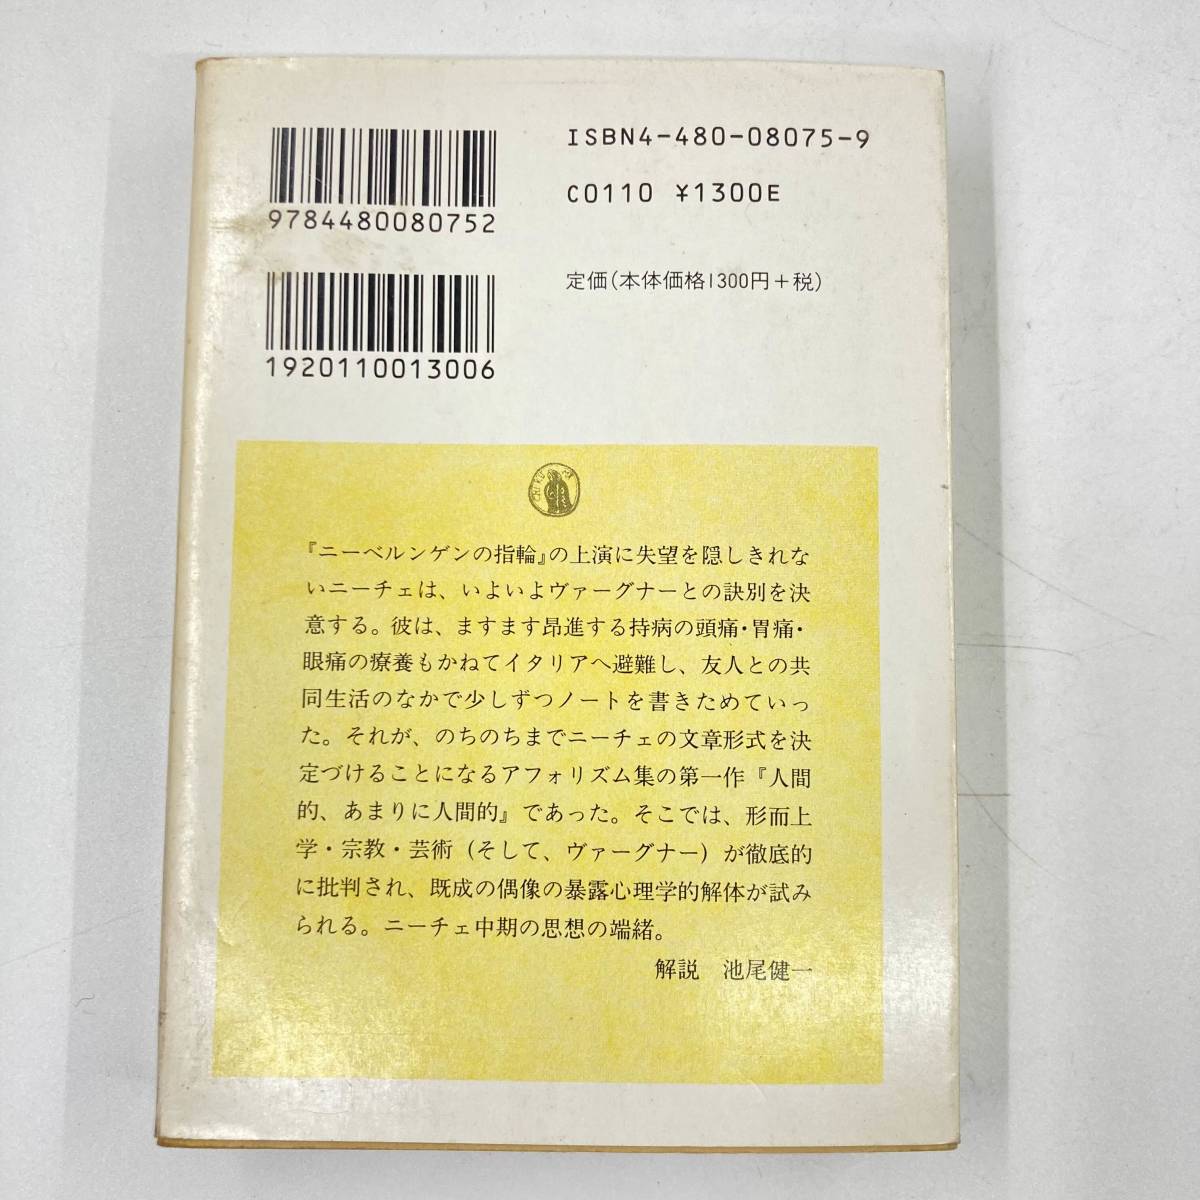 ISBN4-480-08075-9
C0110 ¥1300E
9784480080752
定価(本体価格1300円+税)
1920110013006
『ニーベルンゲンの指輪』の上演に失望を隠しきれな
いニーチェは、いよいよヴァーグナーとの訣別を決
意する。彼は、ますます昂進する持病の頭痛・胃痛・
眼痛の療養もかねてイタリアへ避難し、友人との共
同生活のなかで少しずつノートを書きためていっ
た。それが、のちのちまでニーチェの文章形式を決
定づけることになるアフォリズム集の第一作『人間
的、あまりに人間的』であった。そこでは、形而上
学・宗教・芸術(そして、ヴァーグナー)が徹底的
に批判され、既成の偶像の暴露心理学的解体が試み
られる。ニーチェ中期の思想の端緒。
解説 池尾健一